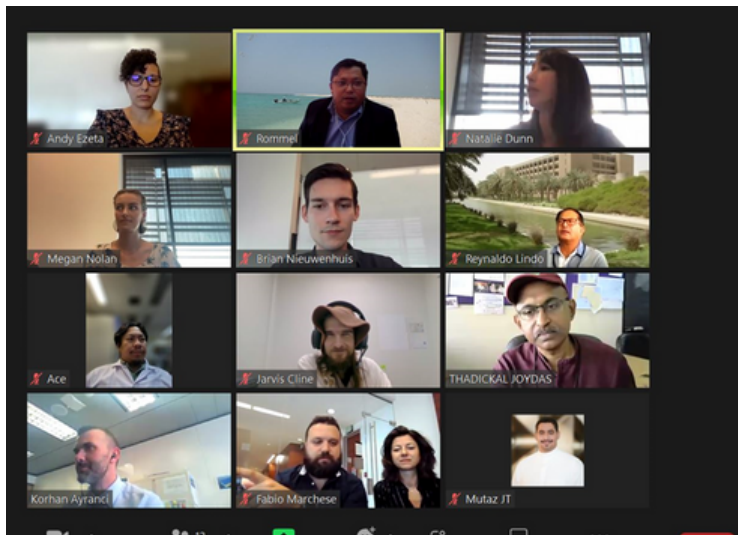 Andy Ezeta
Rommel
Natalie Dunn
Megan Nolan
Brian Nieuwenhuis
Reynaldo Lindo
Ace
Jarvis Cline
THADICKAL JOYDAS
Korhan Ayranci
Fabio Marchese
Mutaz JT